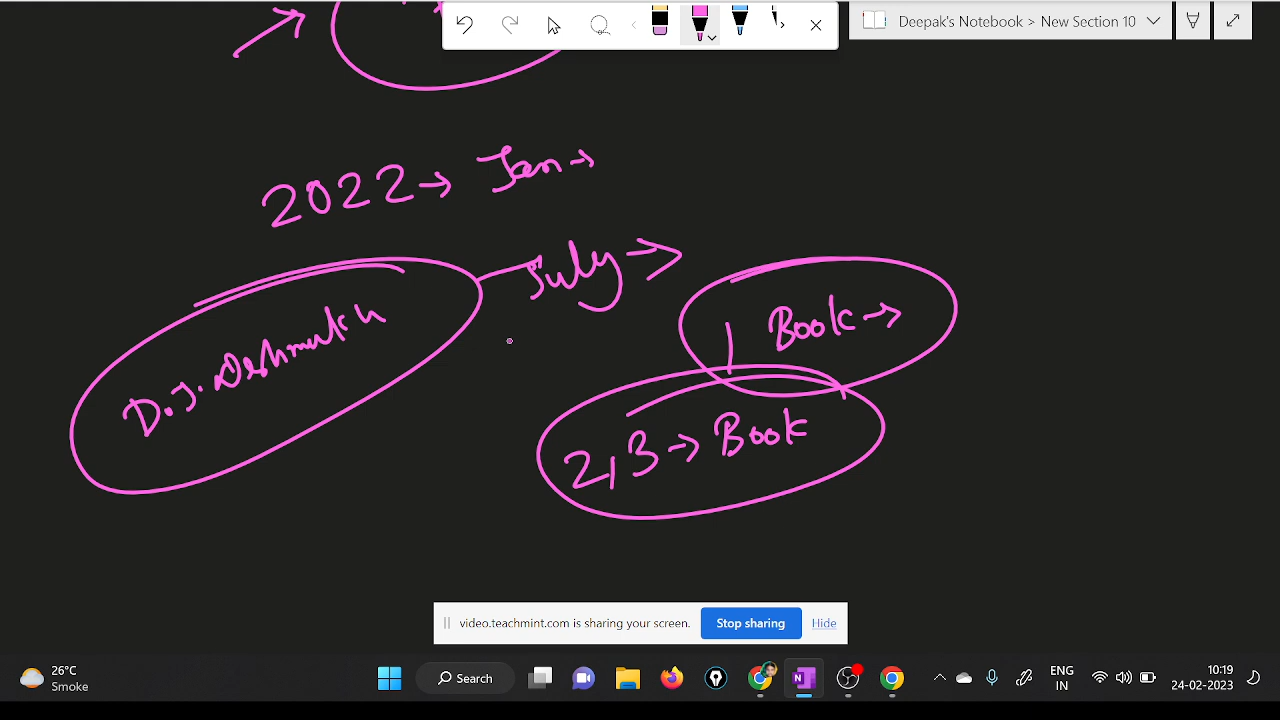 Deepak's Notebook > New Section 10
2022 → Jan →
July →
D.J. Deshmukh
1 Book →
2,3 → Book
video.teachmint.com is sharing your screen. Stop sharing Hide
26°C
Smoke
Search
ENG
IN
10:19
24-02-2023